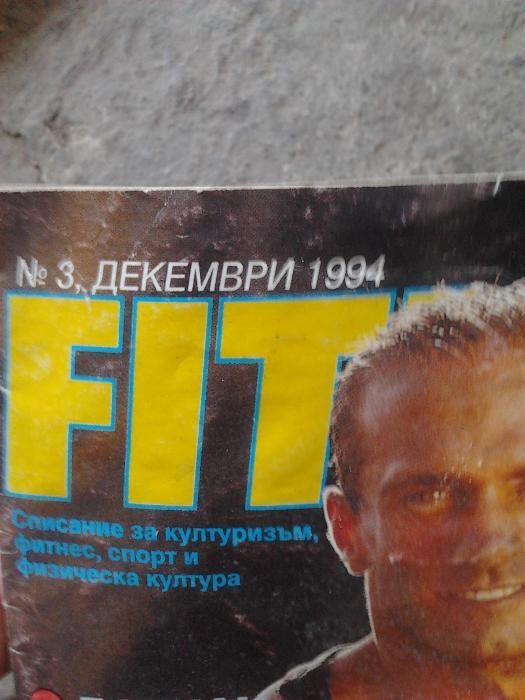 № 3, ДЕКЕМВРИ 1994
FIT
Списание за културизъм,
фитнес, спорт и
физическа култура